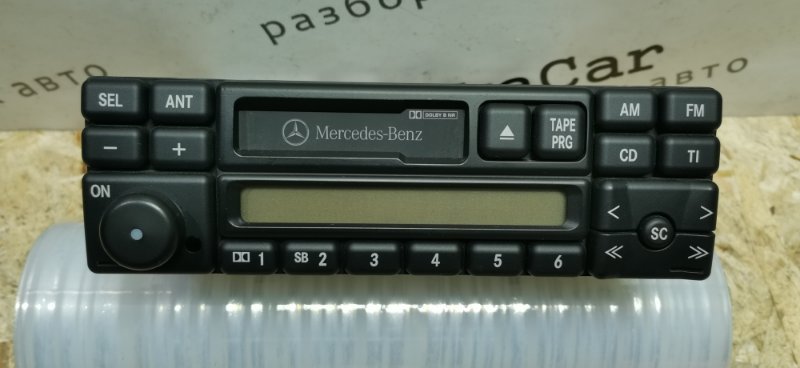 разбор
авто
aCar
авто
SEL ANT
DOLBY B NR
Mercedes-Benz
TAPE
PRG
AM FM
− +
CD TI
ON
< >
SC
≪ ≫
1 SB 2 3 4 5 6